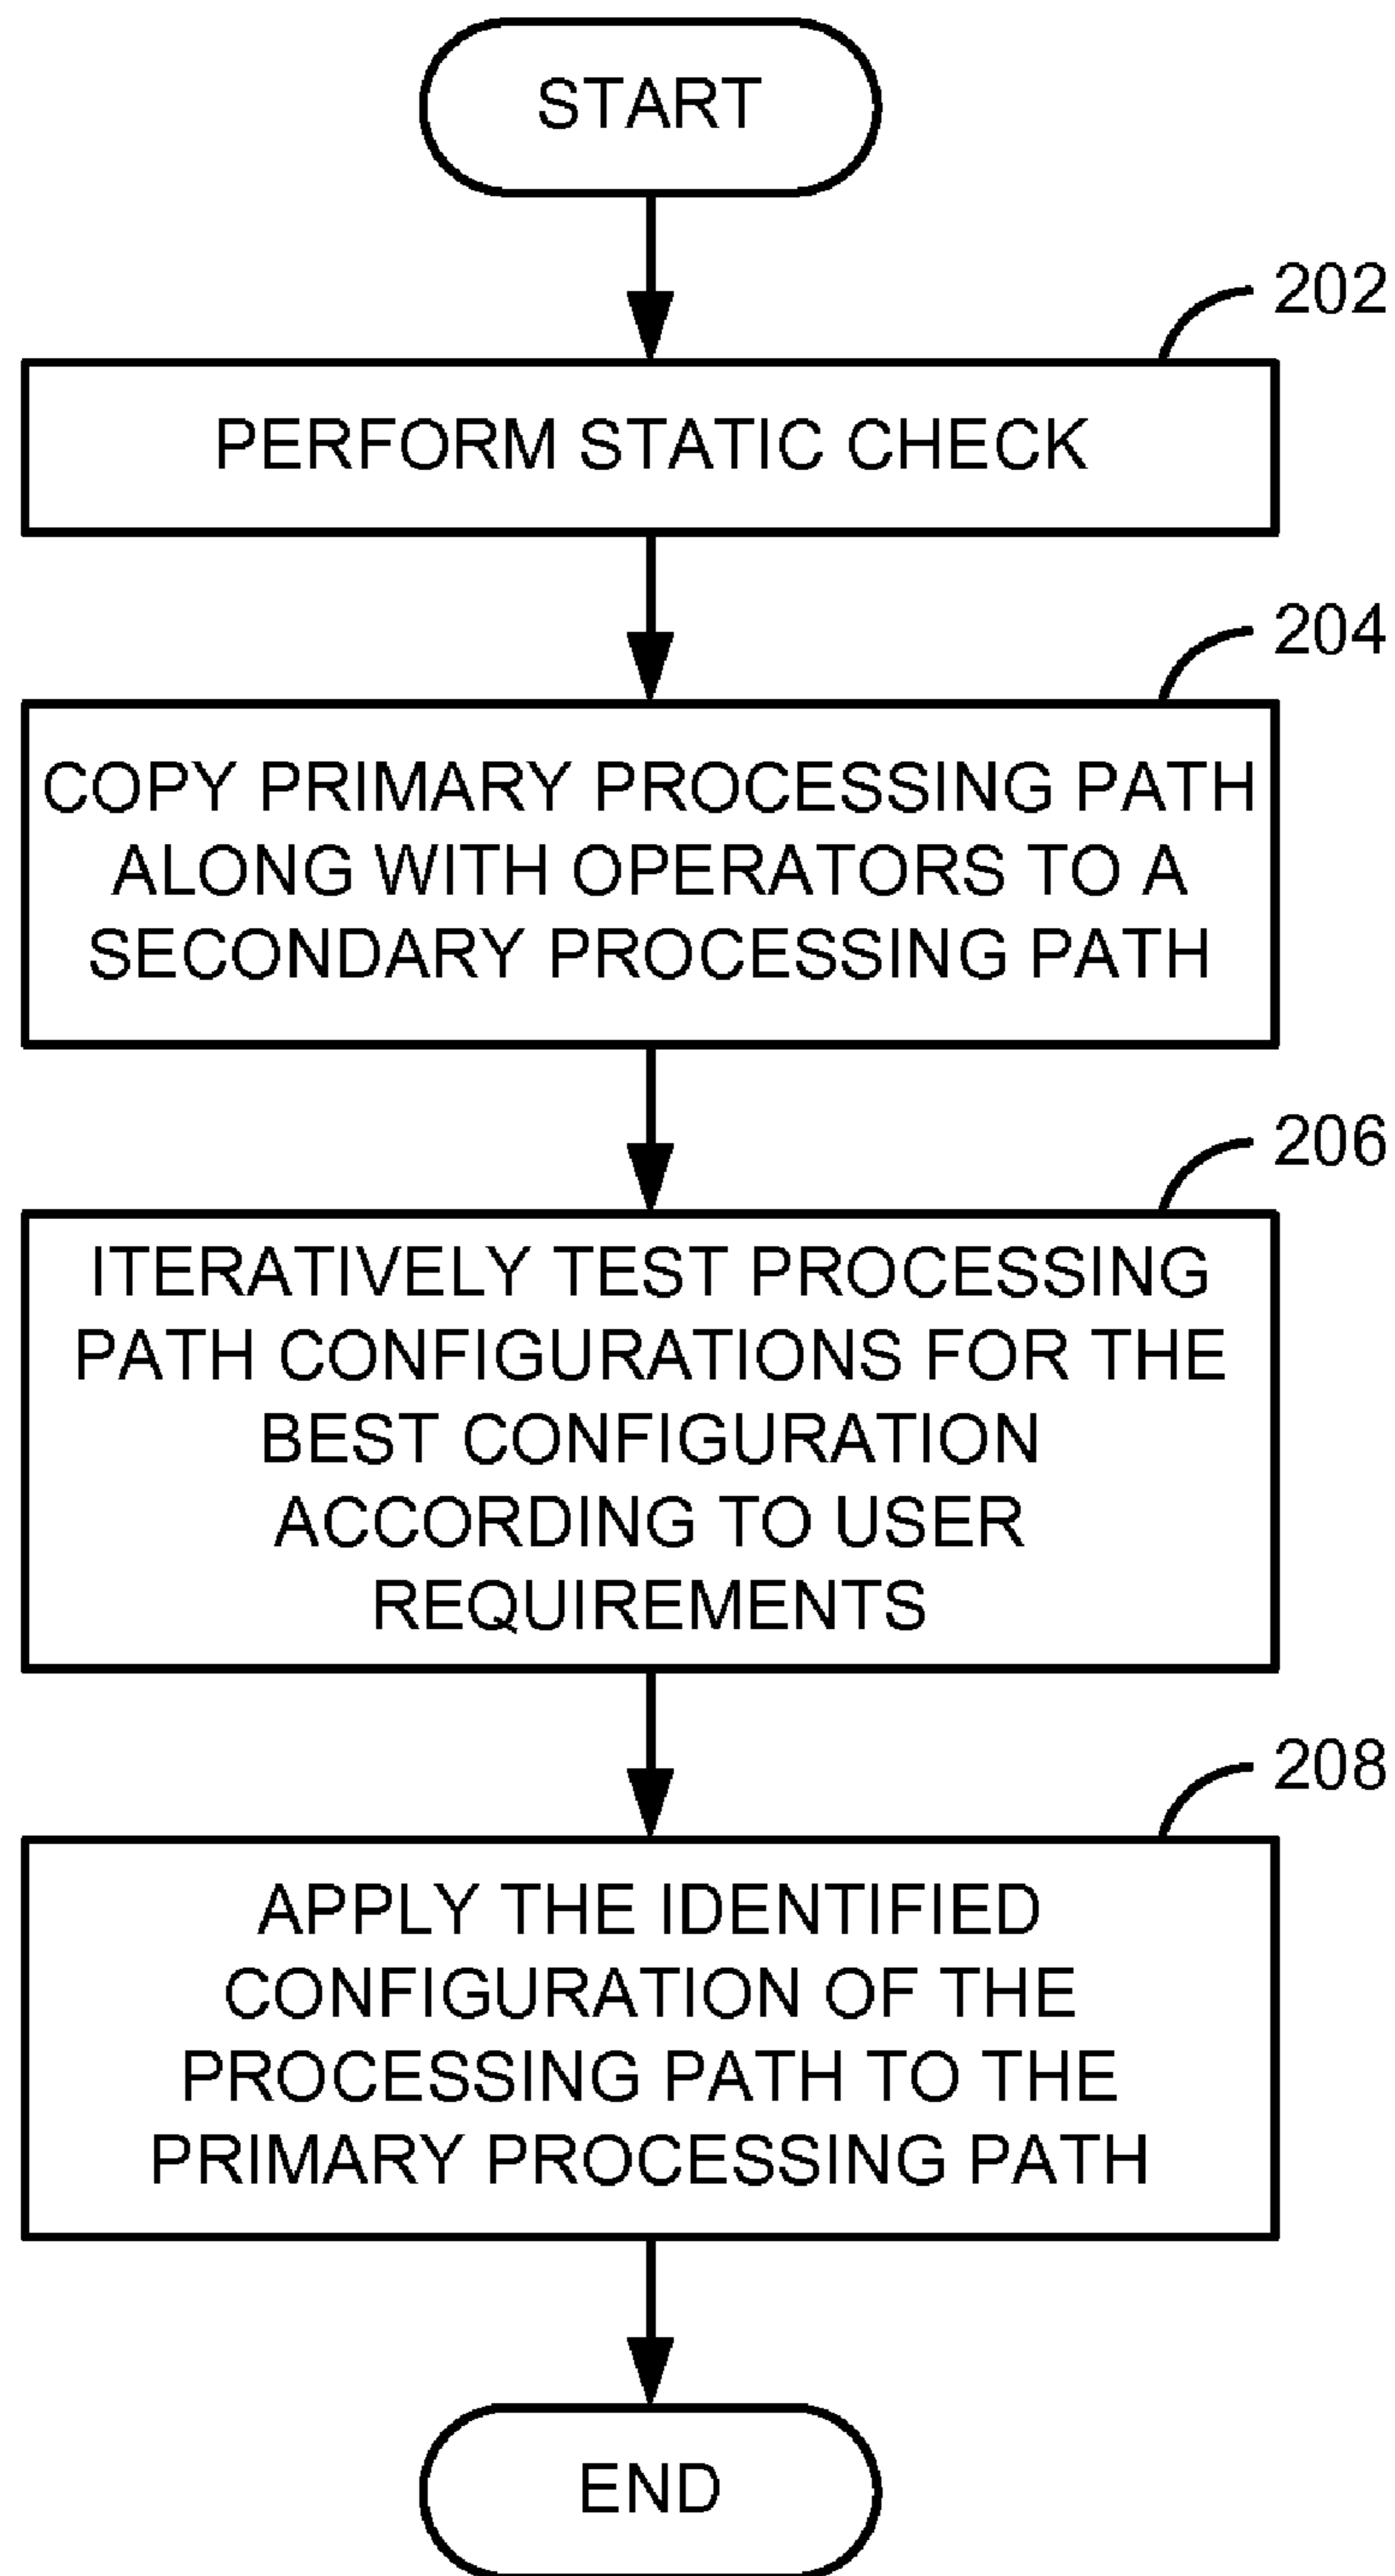 START
202
PERFORM STATIC CHECK
204
COPY PRIMARY PROCESSING PATH
ALONG WITH OPERATORS TO A
SECONDARY PROCESSING PATH
206
ITERATIVELY TEST PROCESSING
PATH CONFIGURATIONS FOR THE
BEST CONFIGURATION
ACCORDING TO USER
REQUIREMENTS
208
APPLY THE IDENTIFIED
CONFIGURATION OF THE
PROCESSING PATH TO THE
PRIMARY PROCESSING PATH
END